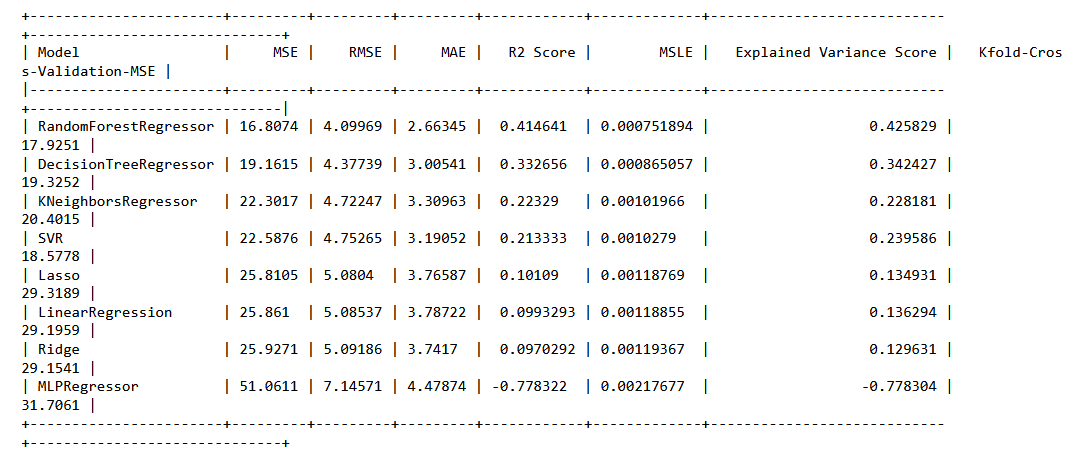 +-----------------------+---------+---------+---------+------------+-------------+----------------------------
+------------------------------+
| Model                 |     MSE |    RMSE |     MAE |   R2 Score |        MSLE |   Explained Variance Score |   Kfold-Cros
s-Validation-MSE |
|-----------------------+---------+---------+---------+------------+-------------+----------------------------
+------------------------------|
| RandomForestRegressor | 16.8074 | 4.09969 | 2.66345 |  0.414641  | 0.000751894 |                   0.425829 |
17.9251 |
| DecisionTreeRegressor | 19.1615 | 4.37739 | 3.00541 |  0.332656  | 0.000865057 |                   0.342427 |
19.3252 |
| KNeighborsRegressor   | 22.3017 | 4.72247 | 3.30963 |  0.22329   | 0.00101966  |                   0.228181 |
20.4015 |
| SVR                   | 22.5876 | 4.75265 | 3.19052 |  0.213333  | 0.0010279   |                   0.239586 |
18.5778 |
| Lasso                 | 25.8105 | 5.0804  | 3.76587 |  0.10109   | 0.00118769  |                   0.134931 |
29.3189 |
| LinearRegression      | 25.861  | 5.08537 | 3.78722 |  0.0993293 | 0.00118855  |                   0.136294 |
29.1959 |
| Ridge                 | 25.9271 | 5.09186 | 3.7417  |  0.0970292 | 0.00119367  |                   0.129631 |
29.1541 |
| MLPRegressor          | 51.0611 | 7.14571 | 4.47874 | -0.778322  | 0.00217677  |                  -0.778304 |
31.7061 |
+-----------------------+---------+---------+---------+------------+-------------+----------------------------
+------------------------------+